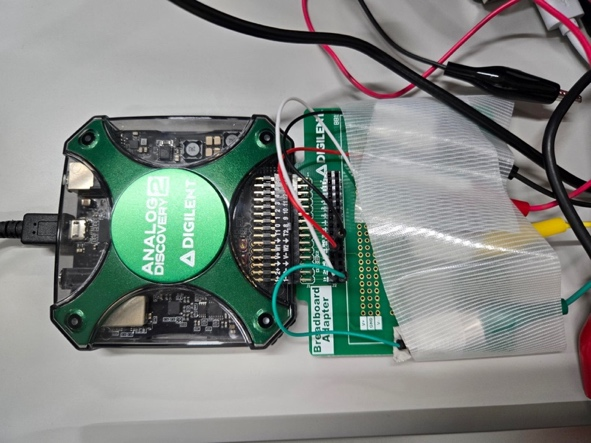 ANALOG
DISCOVERY 2
DIGILENT
DIGILENT
Breadboard
Adapter